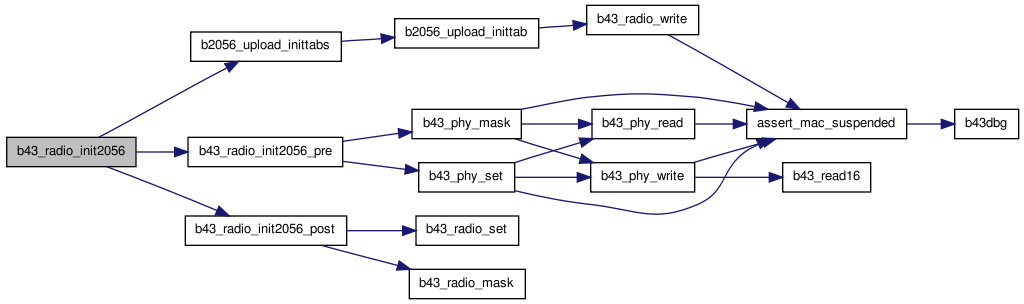 b43_radio_init2056
b2056_upload_inittabs
b2056_upload_inittab
b43_radio_write
b43_radio_init2056_pre
b43_phy_mask
b43_phy_read
assert_mac_suspended
b43dbg
b43_phy_set
b43_phy_write
b43_read16
b43_radio_init2056_post
b43_radio_set
b43_radio_mask